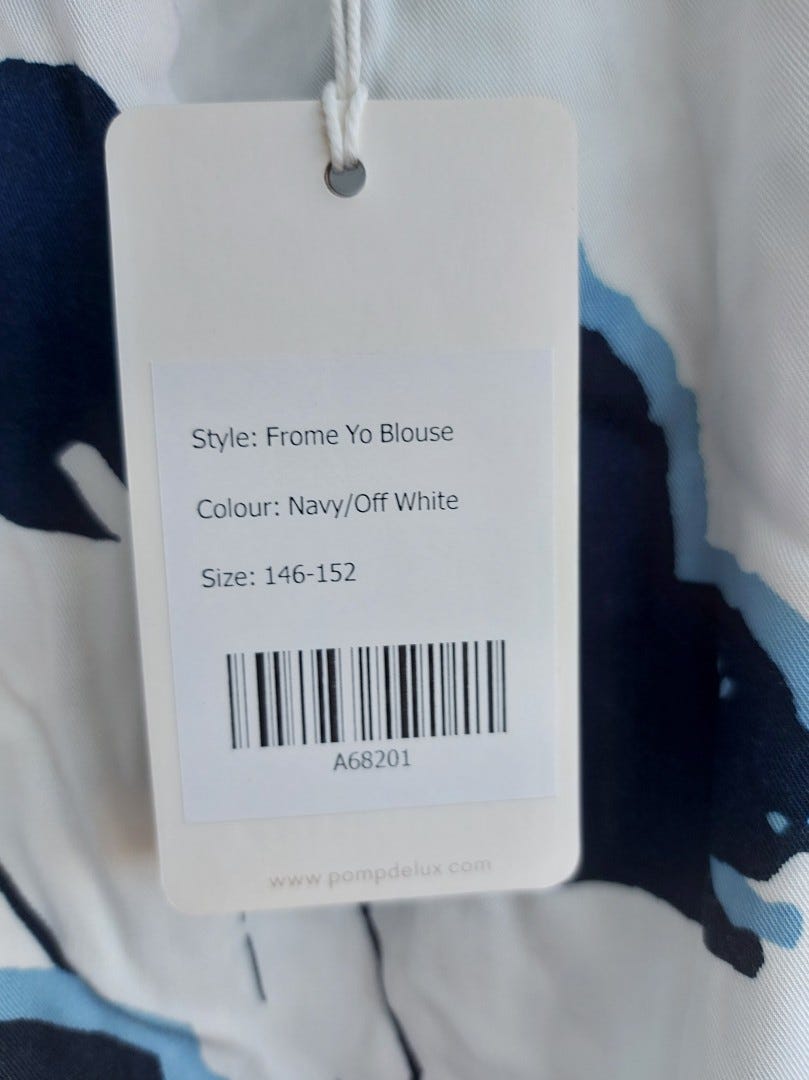 Style: Frome Yo Blouse
Colour: Navy/Off White
Size: 146-152
A68201
www.pompdelux.com